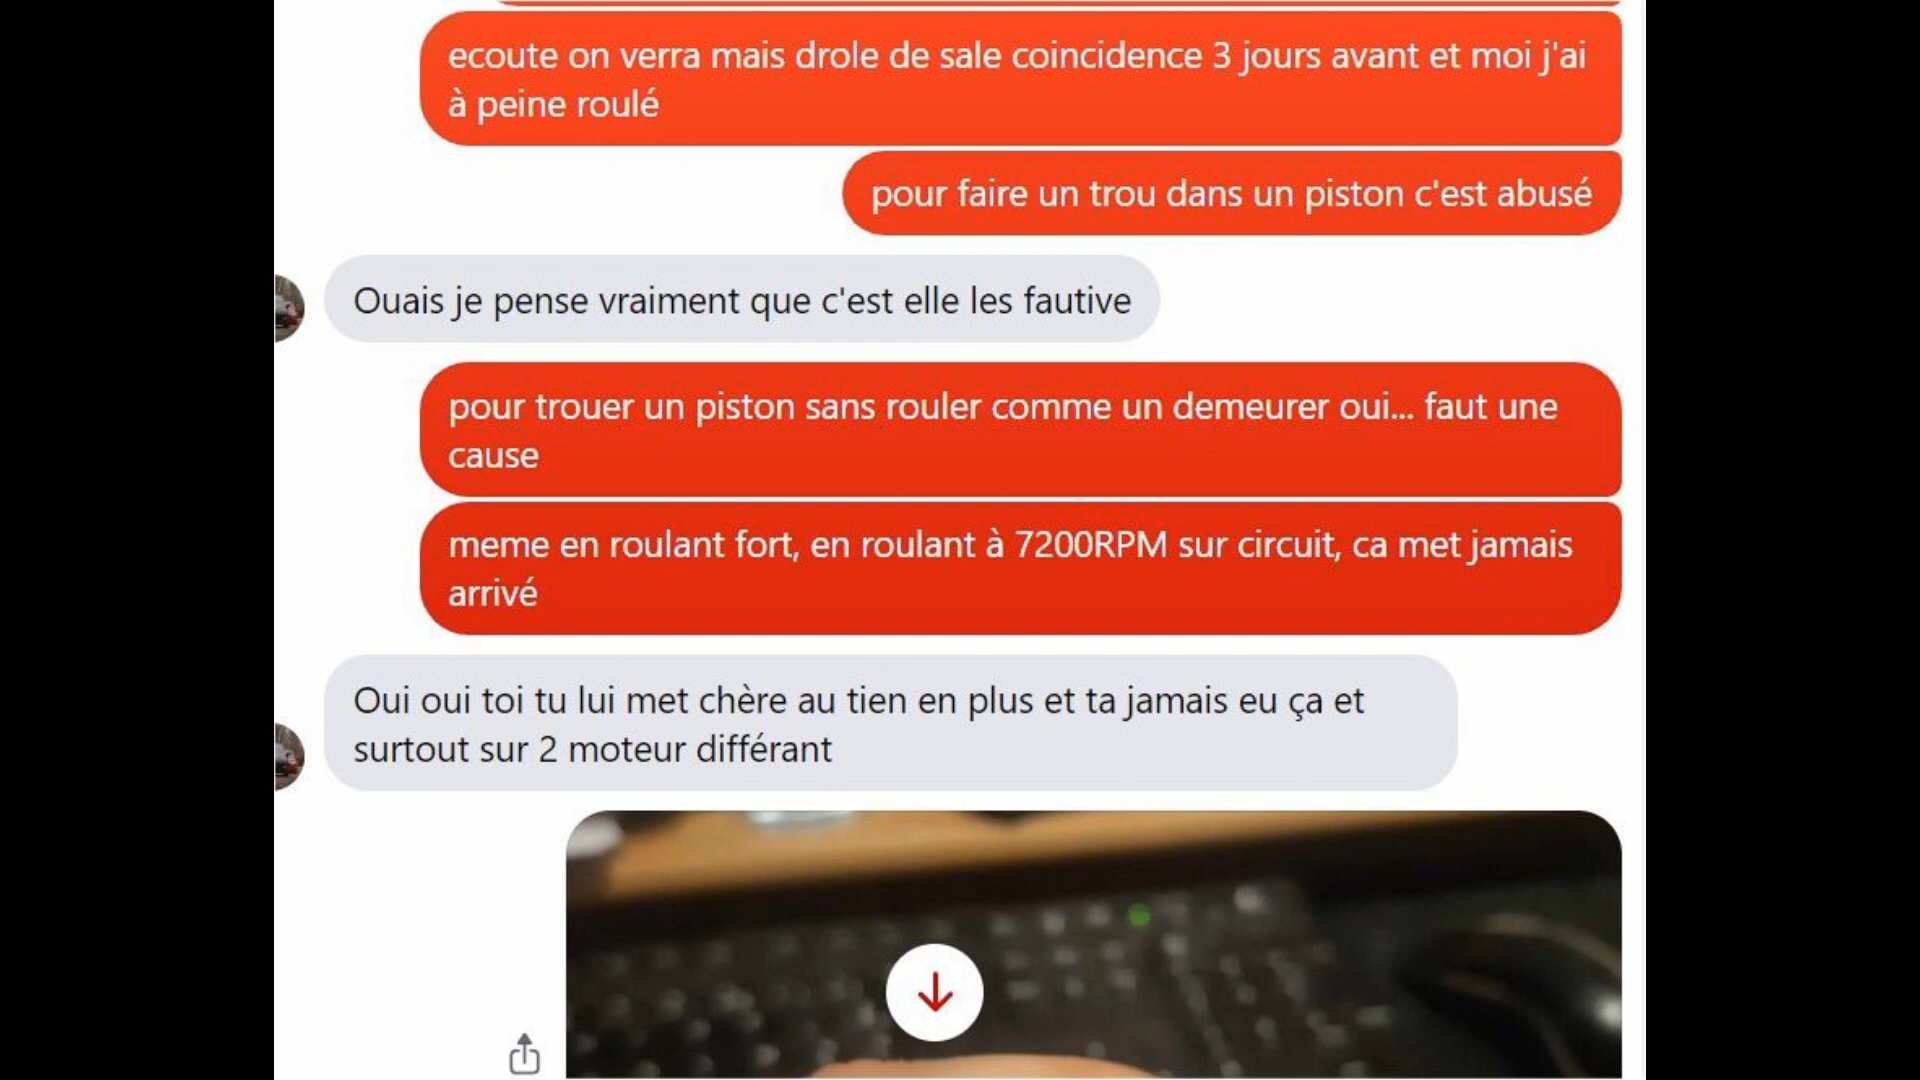 ecoute on verra mais drole de sale coincidence 3 jours avant et moi j'ai
à peine roulé
pour faire un trou dans un piston c'est abusé
Ouais je pense vraiment que c'est elle les fautive
pour trouer un piston sans rouler comme un demeurer oui... faut une
cause
meme en roulant fort, en roulant à 7200RPM sur circuit, ca met jamais
arrivé
Oui oui toi tu lui met chère au tien en plus et ta jamais eu ça et
surtout sur 2 moteur différant